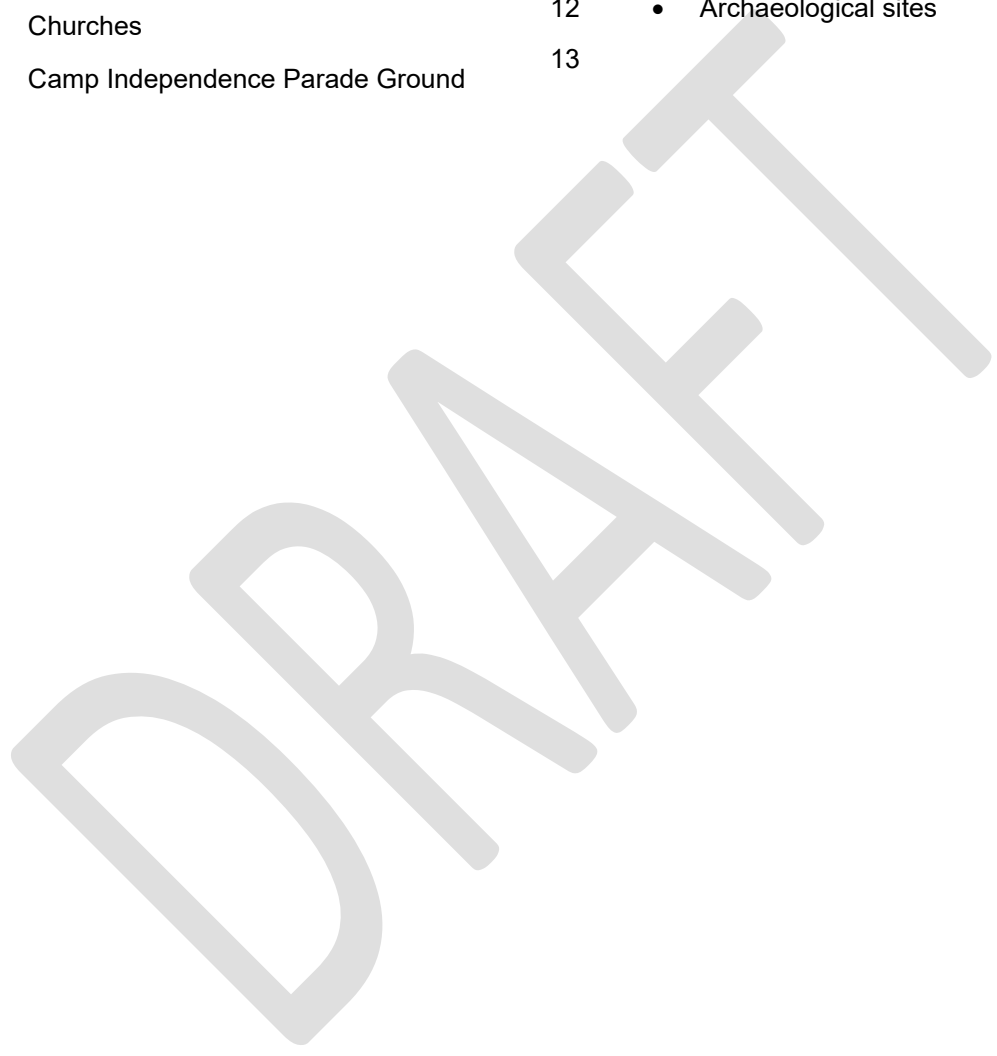 Churches
12
• Archaeological sites
Camp Independence Parade Ground
13
DRAFT